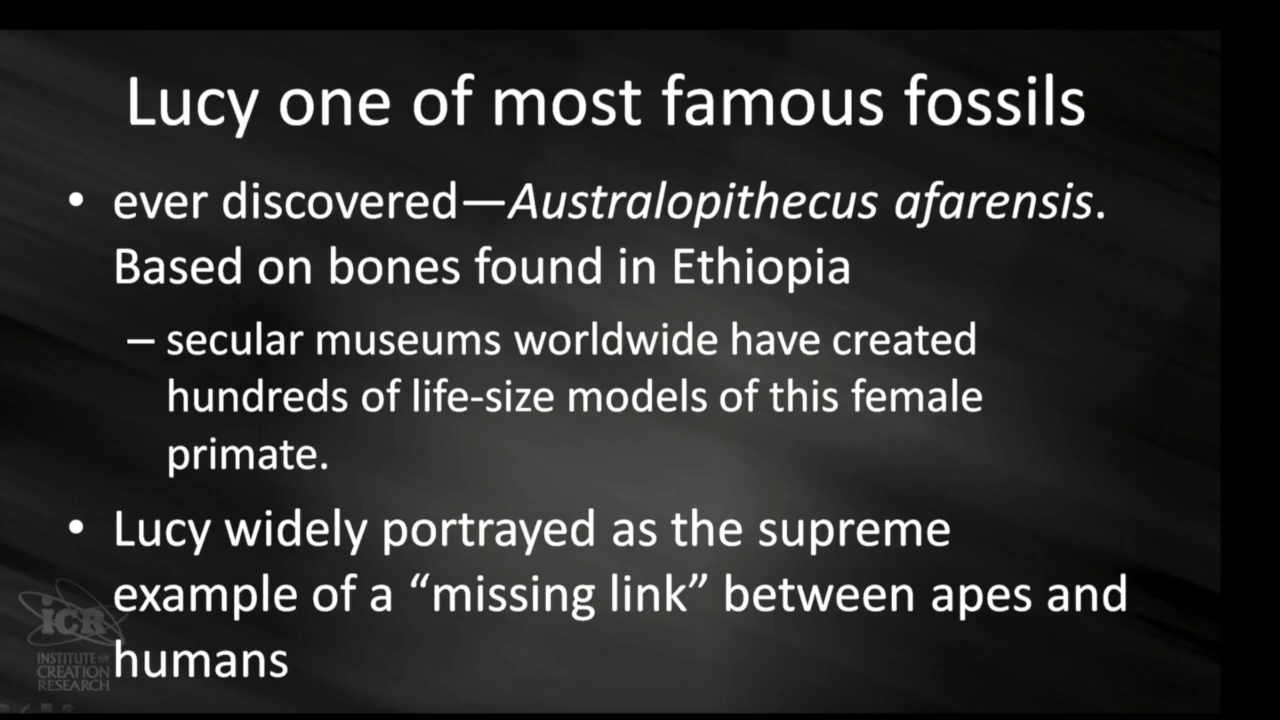 Lucy one of most famous fossils
• ever discovered—Australopithecus afarensis.
Based on bones found in Ethiopia
– secular museums worldwide have created
hundreds of life-size models of this female
primate.
• Lucy widely portrayed as the supreme
example of a “missing link” between apes and
humans
iCR
INSTITUTE for
CREATION
RESEARCH